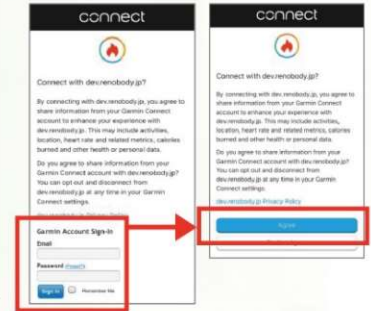 connect
Connect with dev.renobody.jp?
By connecting with dev.renobody.jp, you agree to
share information from your Garmin Connect
account to enhance your experience with
dev.renobody.jp. This may include activities,
location, heart rate and related metrics, calories
burned and other health or personal data.
Do you agree to share information from your
Garmin Connect account with dev.renobody.jp?
You can opt out and disconnect from
dev.renobody.jp at any time in your Garmin
Connect settings.
Garmin Account Sign-In
Email
Password (Forgot?)
Sign In
Remember Me
connect
Connect with dev.renobody.jp?
By connecting with dev.renobody.jp, you agree to
share information from your Garmin Connect
account to enhance your experience with
dev.renobody.jp. This may include activities,
location, heart rate and related metrics, calories
burned and other health or personal data.
Do you agree to share information from your
Garmin Connect account with dev.renobody.jp?
You can opt out and disconnect from
dev.renobody.jp at any time in your Garmin
Connect settings.
dev.renobody.jp Privacy Policy
Agree